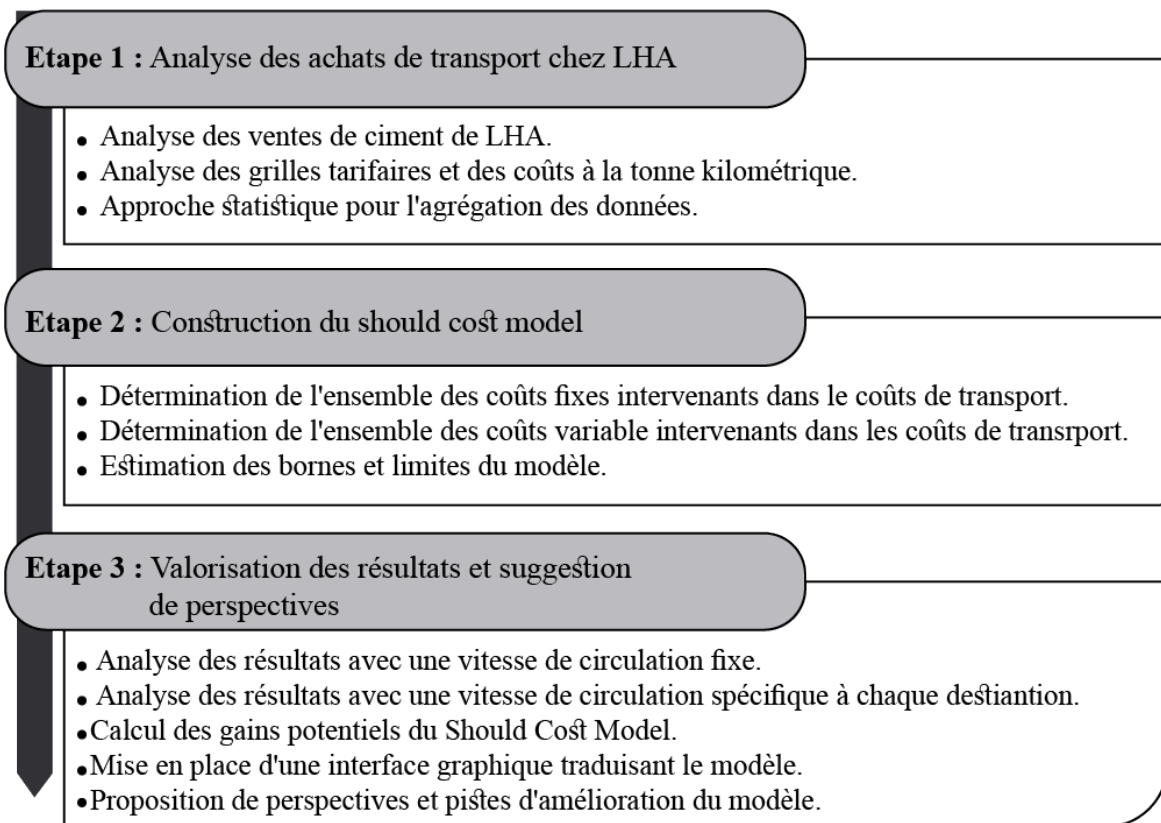 Etape 1 : Analyse des achats de transport chez LHA
• Analyse des ventes de ciment de LHA.
• Analyse des grilles tarifaires et des coûts à la tonne kilométrique.
• Approche statistique pour l'agrégation des données.
Etape 2 : Construction du should cost model
• Détermination de l'ensemble des coûts fixes intervenants dans le coûts de transport.
• Détermination de l'ensemble des coûts variable intervenants dans les coûts de transrport.
• Estimation des bornes et limites du modèle.
Etape 3 : Valorisation des résultats et suggestion
de perspectives
• Analyse des résultats avec une vitesse de circulation fixe.
• Analyse des résultats avec une vitesse de circulation spécifique à chaque destiantion.
•Calcul des gains potentiels du Should Cost Model.
•Mise en place d'une interface graphique traduisant le modèle.
•Proposition de perspectives et pistes d'amélioration du modèle.